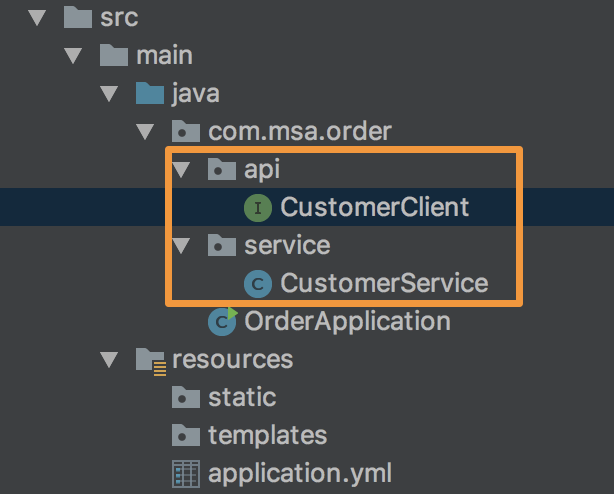 src
main
java
com.msa.order
api
I CustomerClient
service
C CustomerService
C OrderApplication
resources
static
templates
application.yml